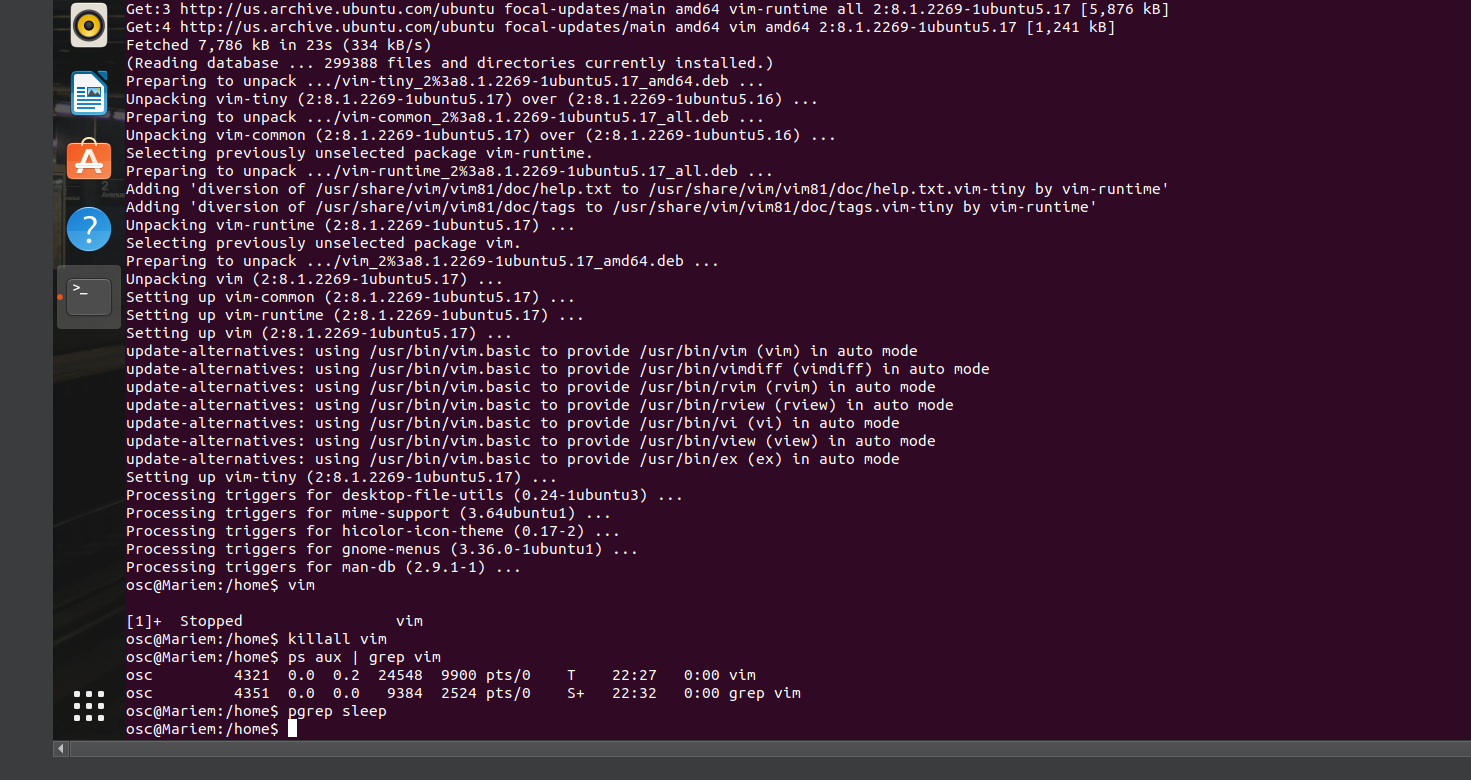 Get:3 http://us.archive.ubuntu.com/ubuntu focal-updates/main amd64 vim-runtime all 2:8.1.2269-1ubuntu5.17 [5,876 kB]
Get:4 http://us.archive.ubuntu.com/ubuntu focal-updates/main amd64 vim amd64 2:8.1.2269-1ubuntu5.17 [1,241 kB]
Fetched 7,786 kB in 23s (334 kB/s)
(Reading database ... 299388 files and directories currently installed.)
Preparing to unpack .../vim-tiny_2%3a8.1.2269-1ubuntu5.17_amd64.deb ...
Unpacking vim-tiny (2:8.1.2269-1ubuntu5.17) over (2:8.1.2269-1ubuntu5.16) ...
Preparing to unpack .../vim-common_2%3a8.1.2269-1ubuntu5.17_all.deb ...
Unpacking vim-common (2:8.1.2269-1ubuntu5.17) over (2:8.1.2269-1ubuntu5.16) ...
Selecting previously unselected package vim-runtime.
Preparing to unpack .../vim-runtime_2%3a8.1.2269-1ubuntu5.17_all.deb ...
Adding 'diversion of /usr/share/vim/vim81/doc/help.txt to /usr/share/vim/vim81/doc/help.txt.vim-tiny by vim-runtime'
Adding 'diversion of /usr/share/vim/vim81/doc/tags to /usr/share/vim/vim81/doc/tags.vim-tiny by vim-runtime'
Unpacking vim-runtime (2:8.1.2269-1ubuntu5.17) ...
Selecting previously unselected package vim.
Preparing to unpack .../vim_2%3a8.1.2269-1ubuntu5.17_amd64.deb ...
Unpacking vim (2:8.1.2269-1ubuntu5.17) ...
Setting up vim-common (2:8.1.2269-1ubuntu5.17) ...
Setting up vim-runtime (2:8.1.2269-1ubuntu5.17) ...
Setting up vim (2:8.1.2269-1ubuntu5.17) ...
update-alternatives: using /usr/bin/vim.basic to provide /usr/bin/vim (vim) in auto mode
update-alternatives: using /usr/bin/vim.basic to provide /usr/bin/vimdiff (vimdiff) in auto mode
update-alternatives: using /usr/bin/vim.basic to provide /usr/bin/rvim (rvim) in auto mode
update-alternatives: using /usr/bin/vim.basic to provide /usr/bin/rview (rview) in auto mode
update-alternatives: using /usr/bin/vim.basic to provide /usr/bin/vi (vi) in auto mode
update-alternatives: using /usr/bin/vim.basic to provide /usr/bin/view (view) in auto mode
update-alternatives: using /usr/bin/vim.basic to provide /usr/bin/ex (ex) in auto mode
Setting up vim-tiny (2:8.1.2269-1ubuntu5.17) ...
Processing triggers for desktop-file-utils (0.24-1ubuntu3) ...
Processing triggers for mime-support (3.64ubuntu1) ...
Processing triggers for hicolor-icon-theme (0.17-2) ...
Processing triggers for gnome-menus (3.36.0-1ubuntu1) ...
Processing triggers for man-db (2.9.1-1) ...
osc@Mariem:/home$ vim
[1]+  Stopped                 vim
osc@Mariem:/home$ killall vim
osc@Mariem:/home$ ps aux | grep vim
osc         4321  0.0  0.2  24548  9900 pts/0    T    22:27   0:00 vim
osc         4351  0.0  0.0   9384  2524 pts/0    S+   22:32   0:00 grep vim
osc@Mariem:/home$ pgrep sleep
osc@Mariem:/home$